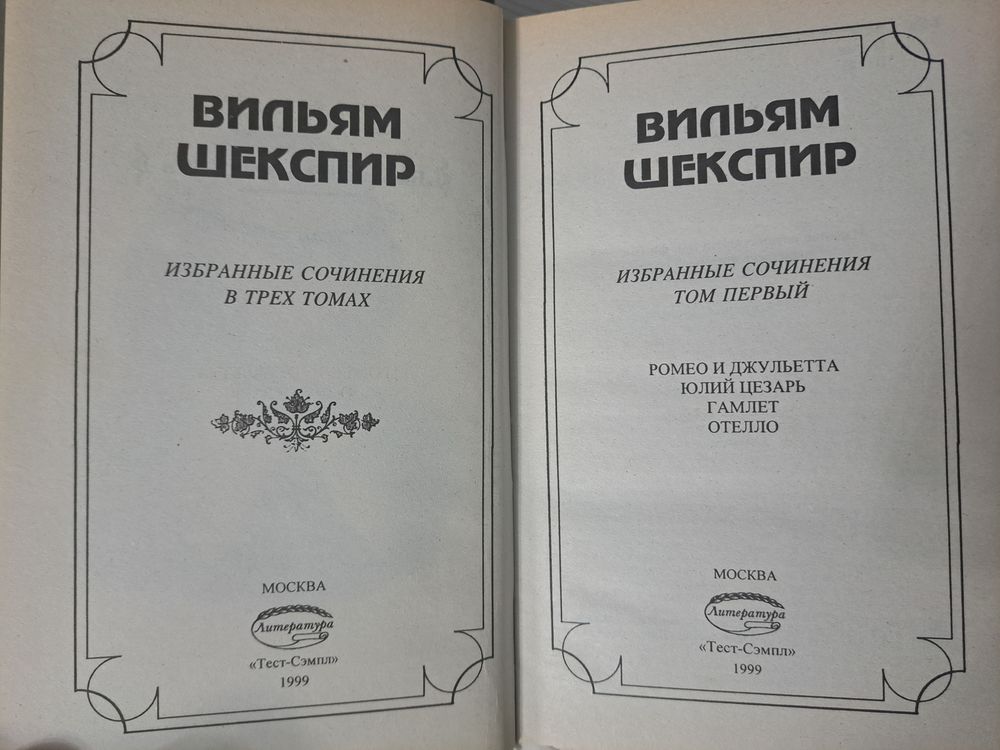 ВИЛЬЯМ
ШЕКСПИР
ИЗБРАННЫЕ СОЧИНЕНИЯ
В ТРЕХ ТОМАХ
МОСКВА
Литература
«Тест-Сэмпл»
1999
ВИЛЬЯМ
ШЕКСПИР
ИЗБРАННЫЕ СОЧИНЕНИЯ
ТОМ ПЕРВЫЙ
РОМЕО И ДЖУЛЬЕТТА
ЮЛИЙ ЦЕЗАРЬ
ГАМЛЕТ
ОТЕЛЛО
МОСКВА
Литература
«Тест-Сэмпл»
1999